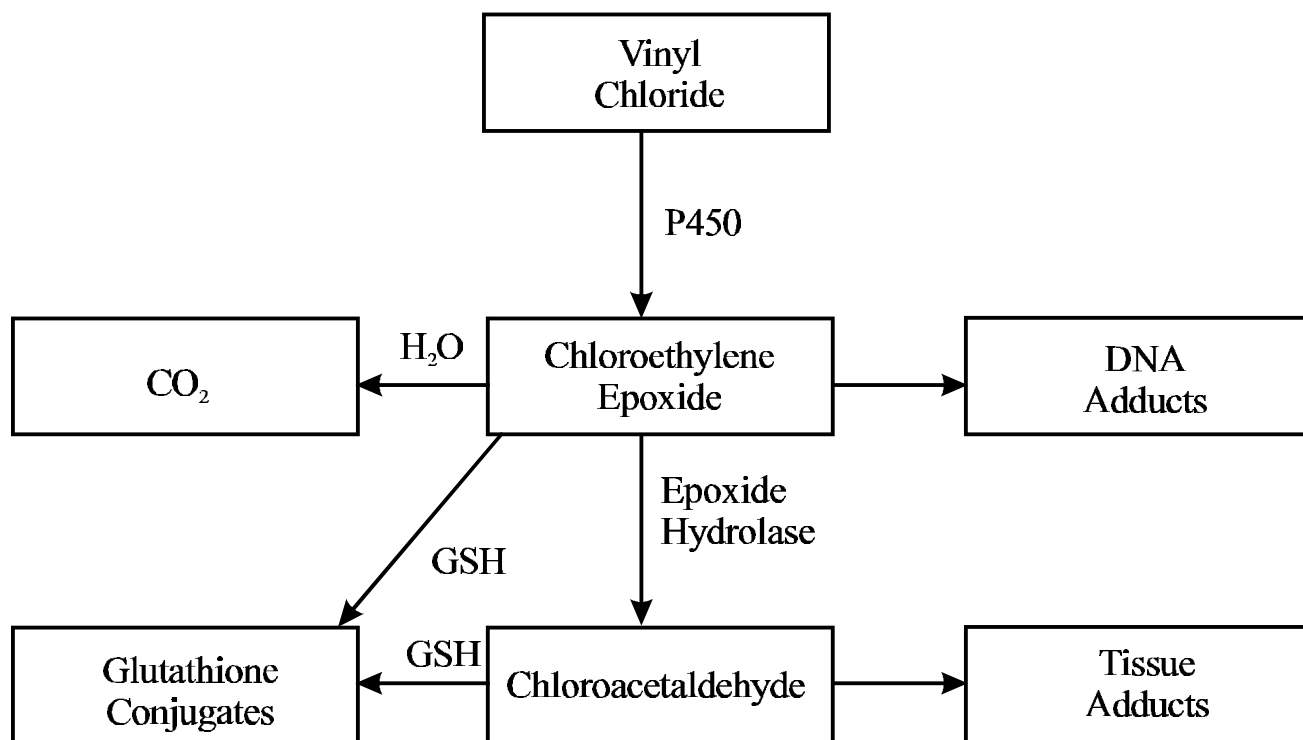 Vinyl
Chloride
P450
H₂O
CO₂
Chloroethylene
Epoxide
DNA
Adducts
Epoxide
Hydrolase
GSH
GSH
Glutathione
Conjugates
Chloroacetaldehyde
Tissue
Adducts